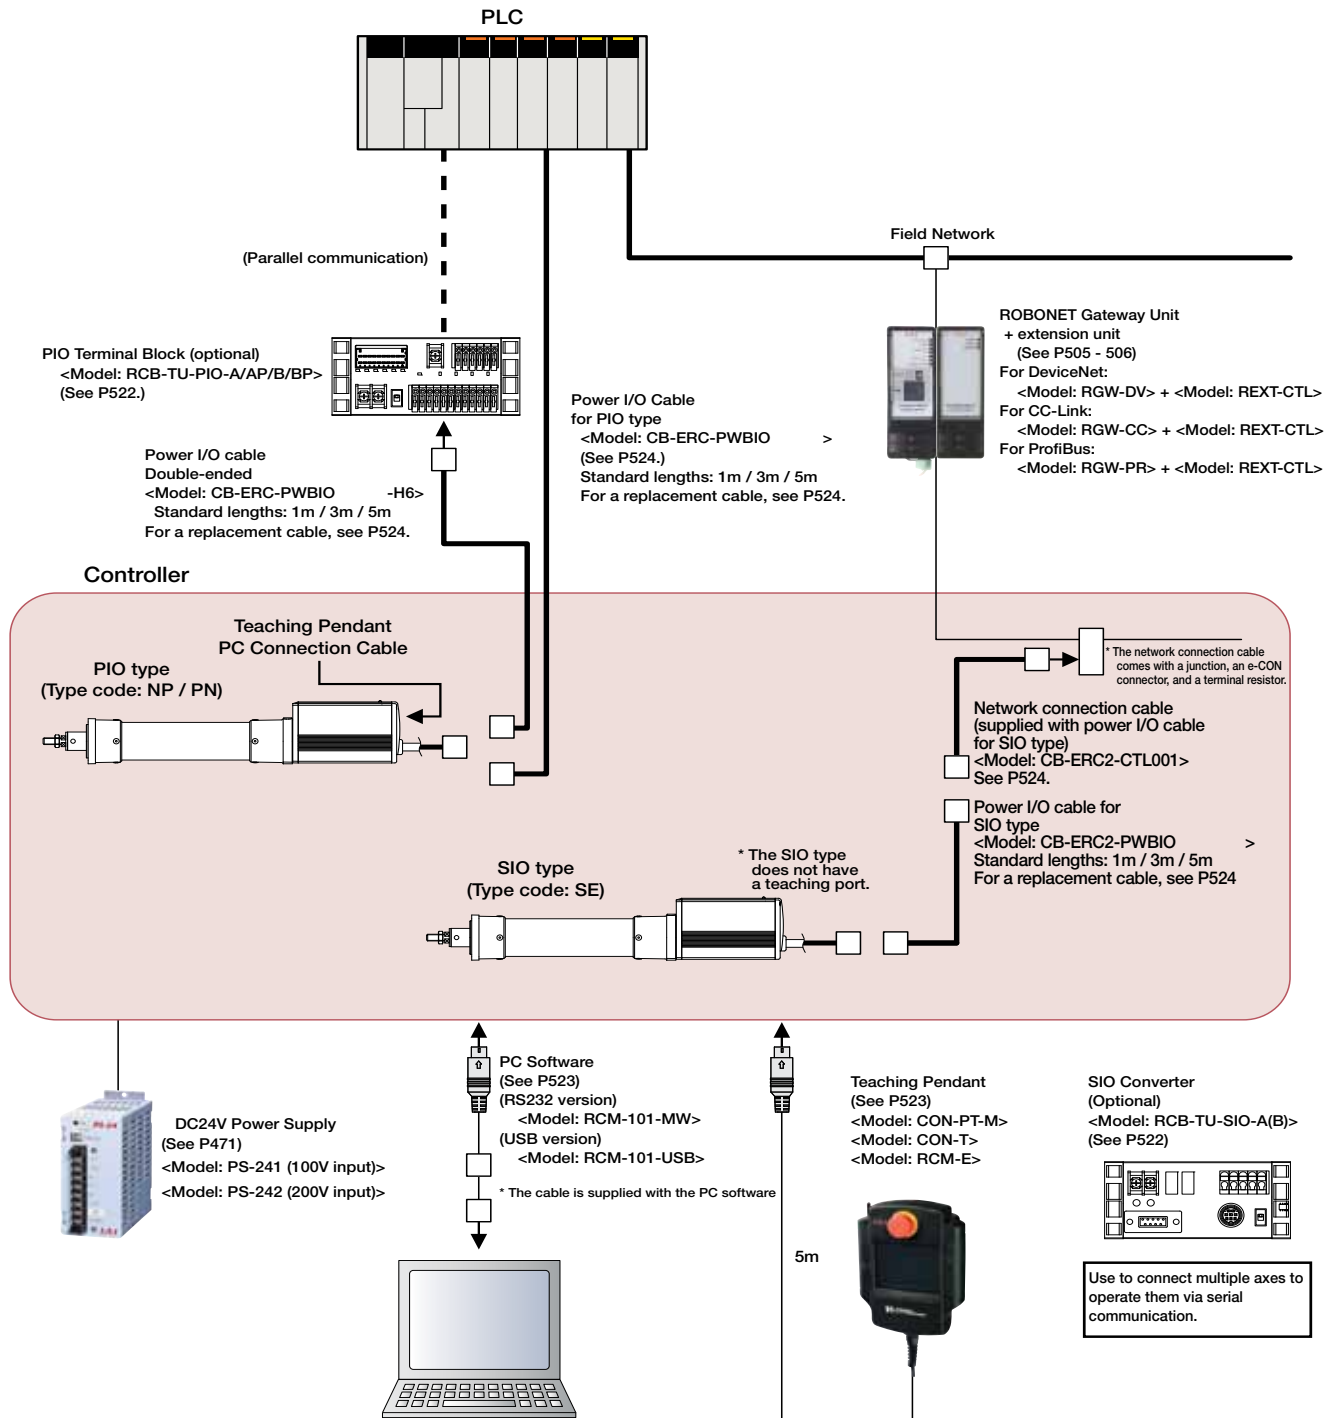 PLC
Field Network
(Parallel communication)
ROBONET Gateway Unit
+ extension unit
(See P505 - 506)
For DeviceNet:
<Model: RGW-DV> + <Model: REXT-CTL>
For CC-Link:
<Model: RGW-CC> + <Model: REXT-CTL>
For ProfiBus:
<Model: RGW-PR> + <Model: REXT-CTL>
PIO Terminal Block (optional)
<Model: RCB-TU-PIO-A/AP/B/BP>
(See P522.)
Power I/O Cable
for PIO type
<Model: CB-ERC-PWBIO >
(See P524.)
Standard lengths: 1m / 3m / 5m
For a replacement cable, see P524.
Power I/O cable
Double-ended
<Model: CB-ERC-PWBIO -H6>
Standard lengths: 1m / 3m / 5m
For a replacement cable, see P524.
Controller
Teaching Pendant
PC Connection Cable
PIO type
(Type code: NP / PN)
* The network connection cable
comes with a junction, an e-CON
connector, and a terminal resistor.
Network connection cable
(supplied with power I/O cable
for SIO type)
<Model: CB-ERC2-CTL001>
See P524.
Power I/O cable for
SIO type
<Model: CB-ERC2-PWBIO >
Standard lengths: 1m / 3m / 5m
For a replacement cable, see P524
SIO type
(Type code: SE)
* The SIO type
does not have
a teaching port.
DC24V Power Supply
(See P471)
<Model: PS-241 (100V input)>
<Model: PS-242 (200V input)>
PC Software
(See P523)
(RS232 version)
<Model: RCM-101-MW>
(USB version)
<Model: RCM-101-USB>
* The cable is supplied with the PC software
5m
Teaching Pendant
(See P523)
<Model: CON-PT-M>
<Model: CON-T>
<Model: RCM-E>
SIO Converter
(Optional)
<Model: RCB-TU-SIO-A(B)>
(See P522)
Use to connect multiple axes to
operate them via serial
communication.